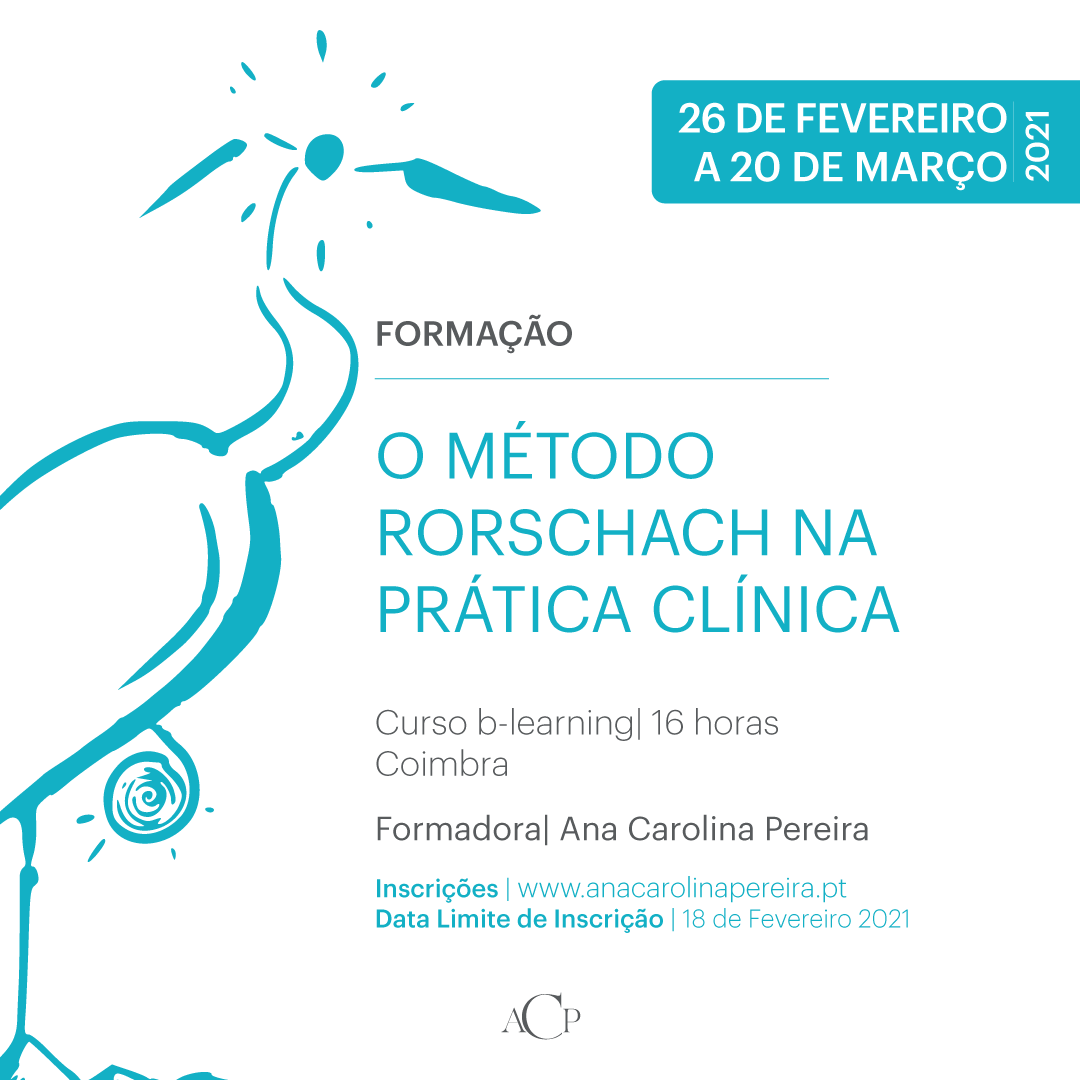 26 DE FEVEREIRO
A 20 DE MARÇO
2021
FORMAÇÃO
O MÉTODO
RORSCHACH NA
PRÁTICA CLÍNICA
Curso b-learning| 16 horas
Coimbra
Formadora| Ana Carolina Pereira
Inscrições | www.anacarolinapereira.pt
Data Limite de Inscrição | 18 de Fevereiro 2021
ACP